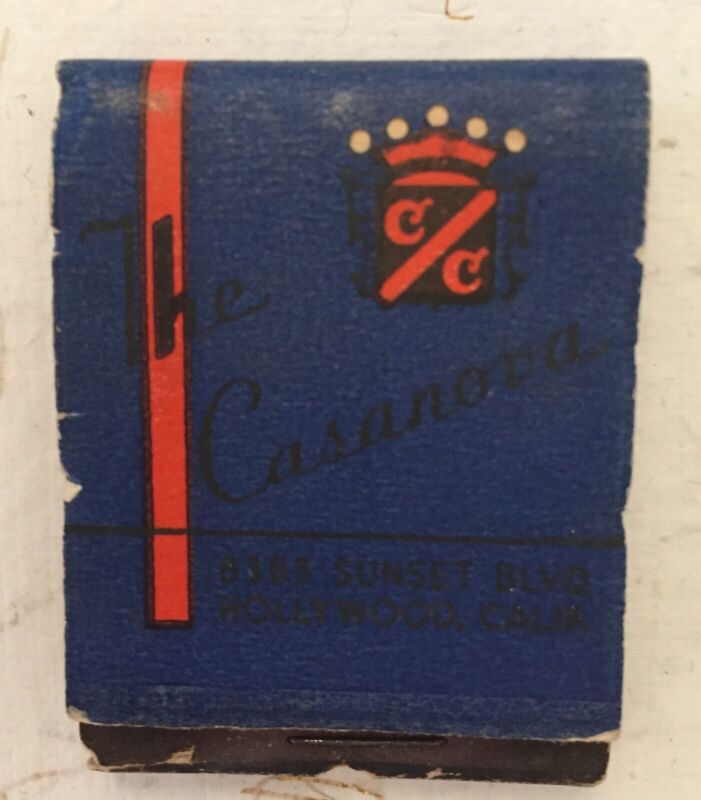 C
C
The
Casanova
8383 SUNSET BLVD.
HOLLYWOOD, CALIF.